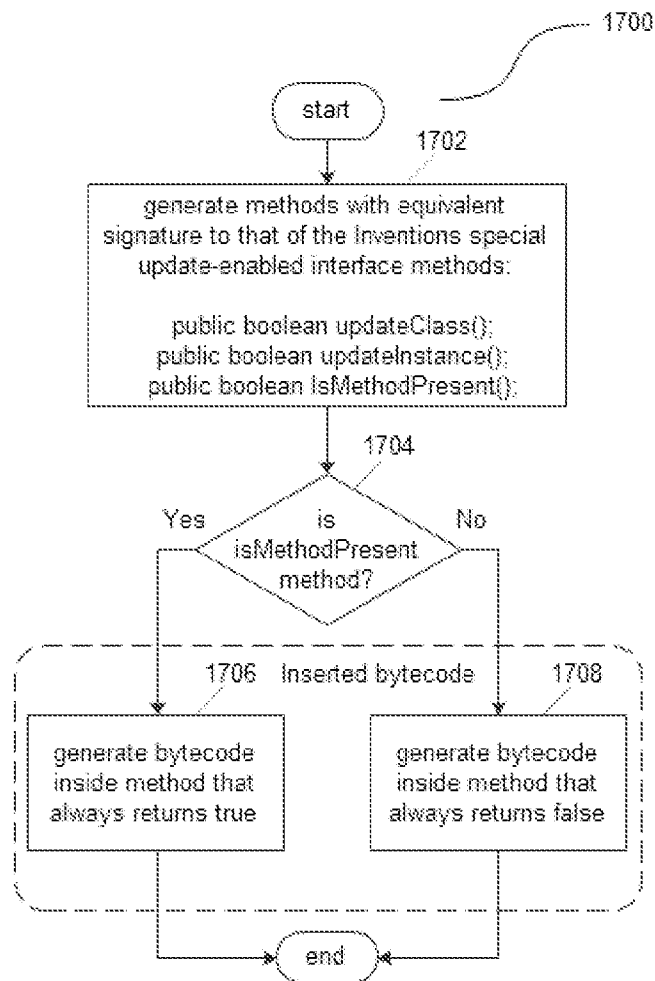 1700
start
1702
generate methods with equivalent
signature to that of the Inventions special
update-enabled interface methods:
public boolean updateClass();
public boolean updateInstance();
public boolean IsMethodPresent();
1704
Yes
is
isMethodPresent
method?
No
1706
Inserted bytecode
1708
generate bytecode
inside method that
always returns true
generate bytecode
inside method that
always returns false
end